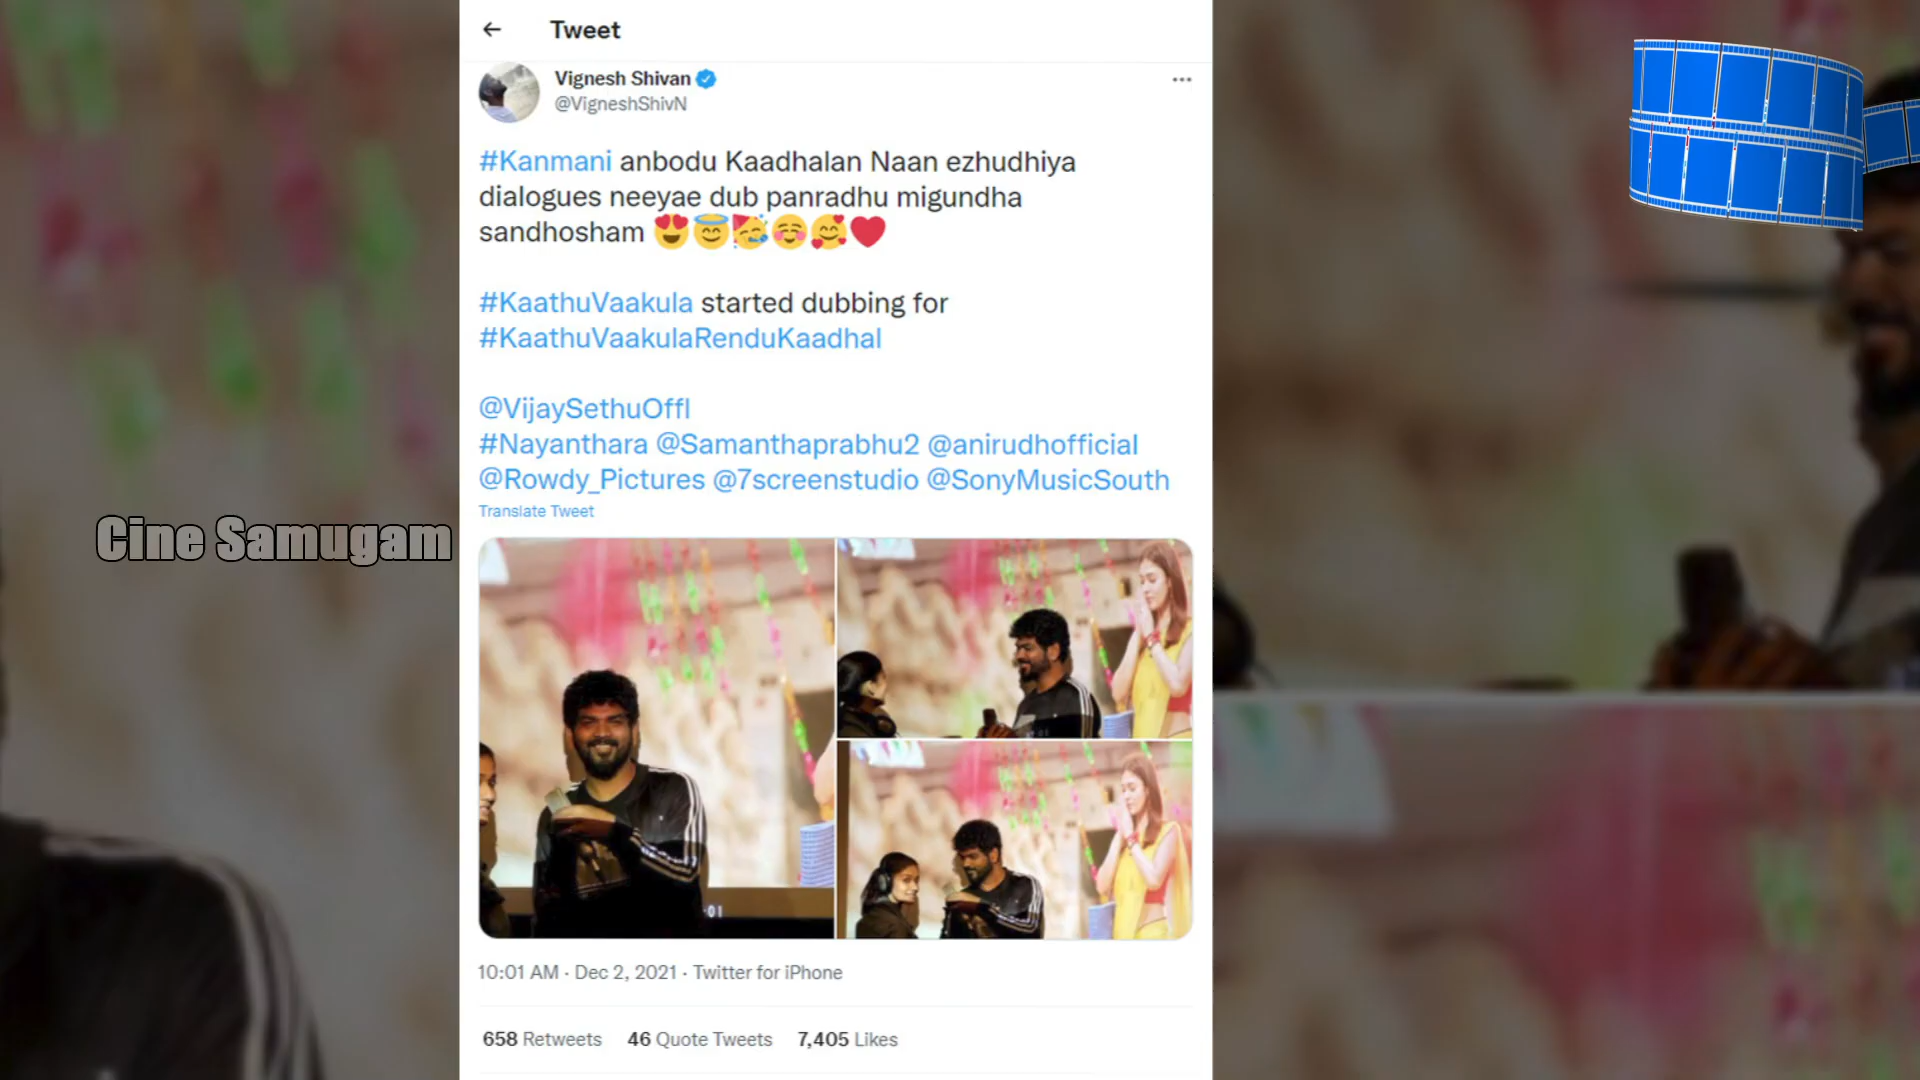 Tweet
Vignesh Shivan
@VigneshShivN
#Kanmani anbodu Kaadhalan Naan ezhudhiya
dialogues neeyae dub panradhu migundha
sandhosham 😍😇🥳☺️🥰❤️
#KaathuVaakula started dubbing for
#KaathuVaakulaRenduKaadhal
@VijaySethuOffl
#Nayanthara @Samanthaprabhu2 @anirudhofficial
@Rowdy_Pictures @7screenstudio @SonyMusicSouth
Translate Tweet
Cine Samugam
:01
10:01 AM · Dec 2, 2021 · Twitter for iPhone
658 Retweets 46 Quote Tweets 7,405 Likes